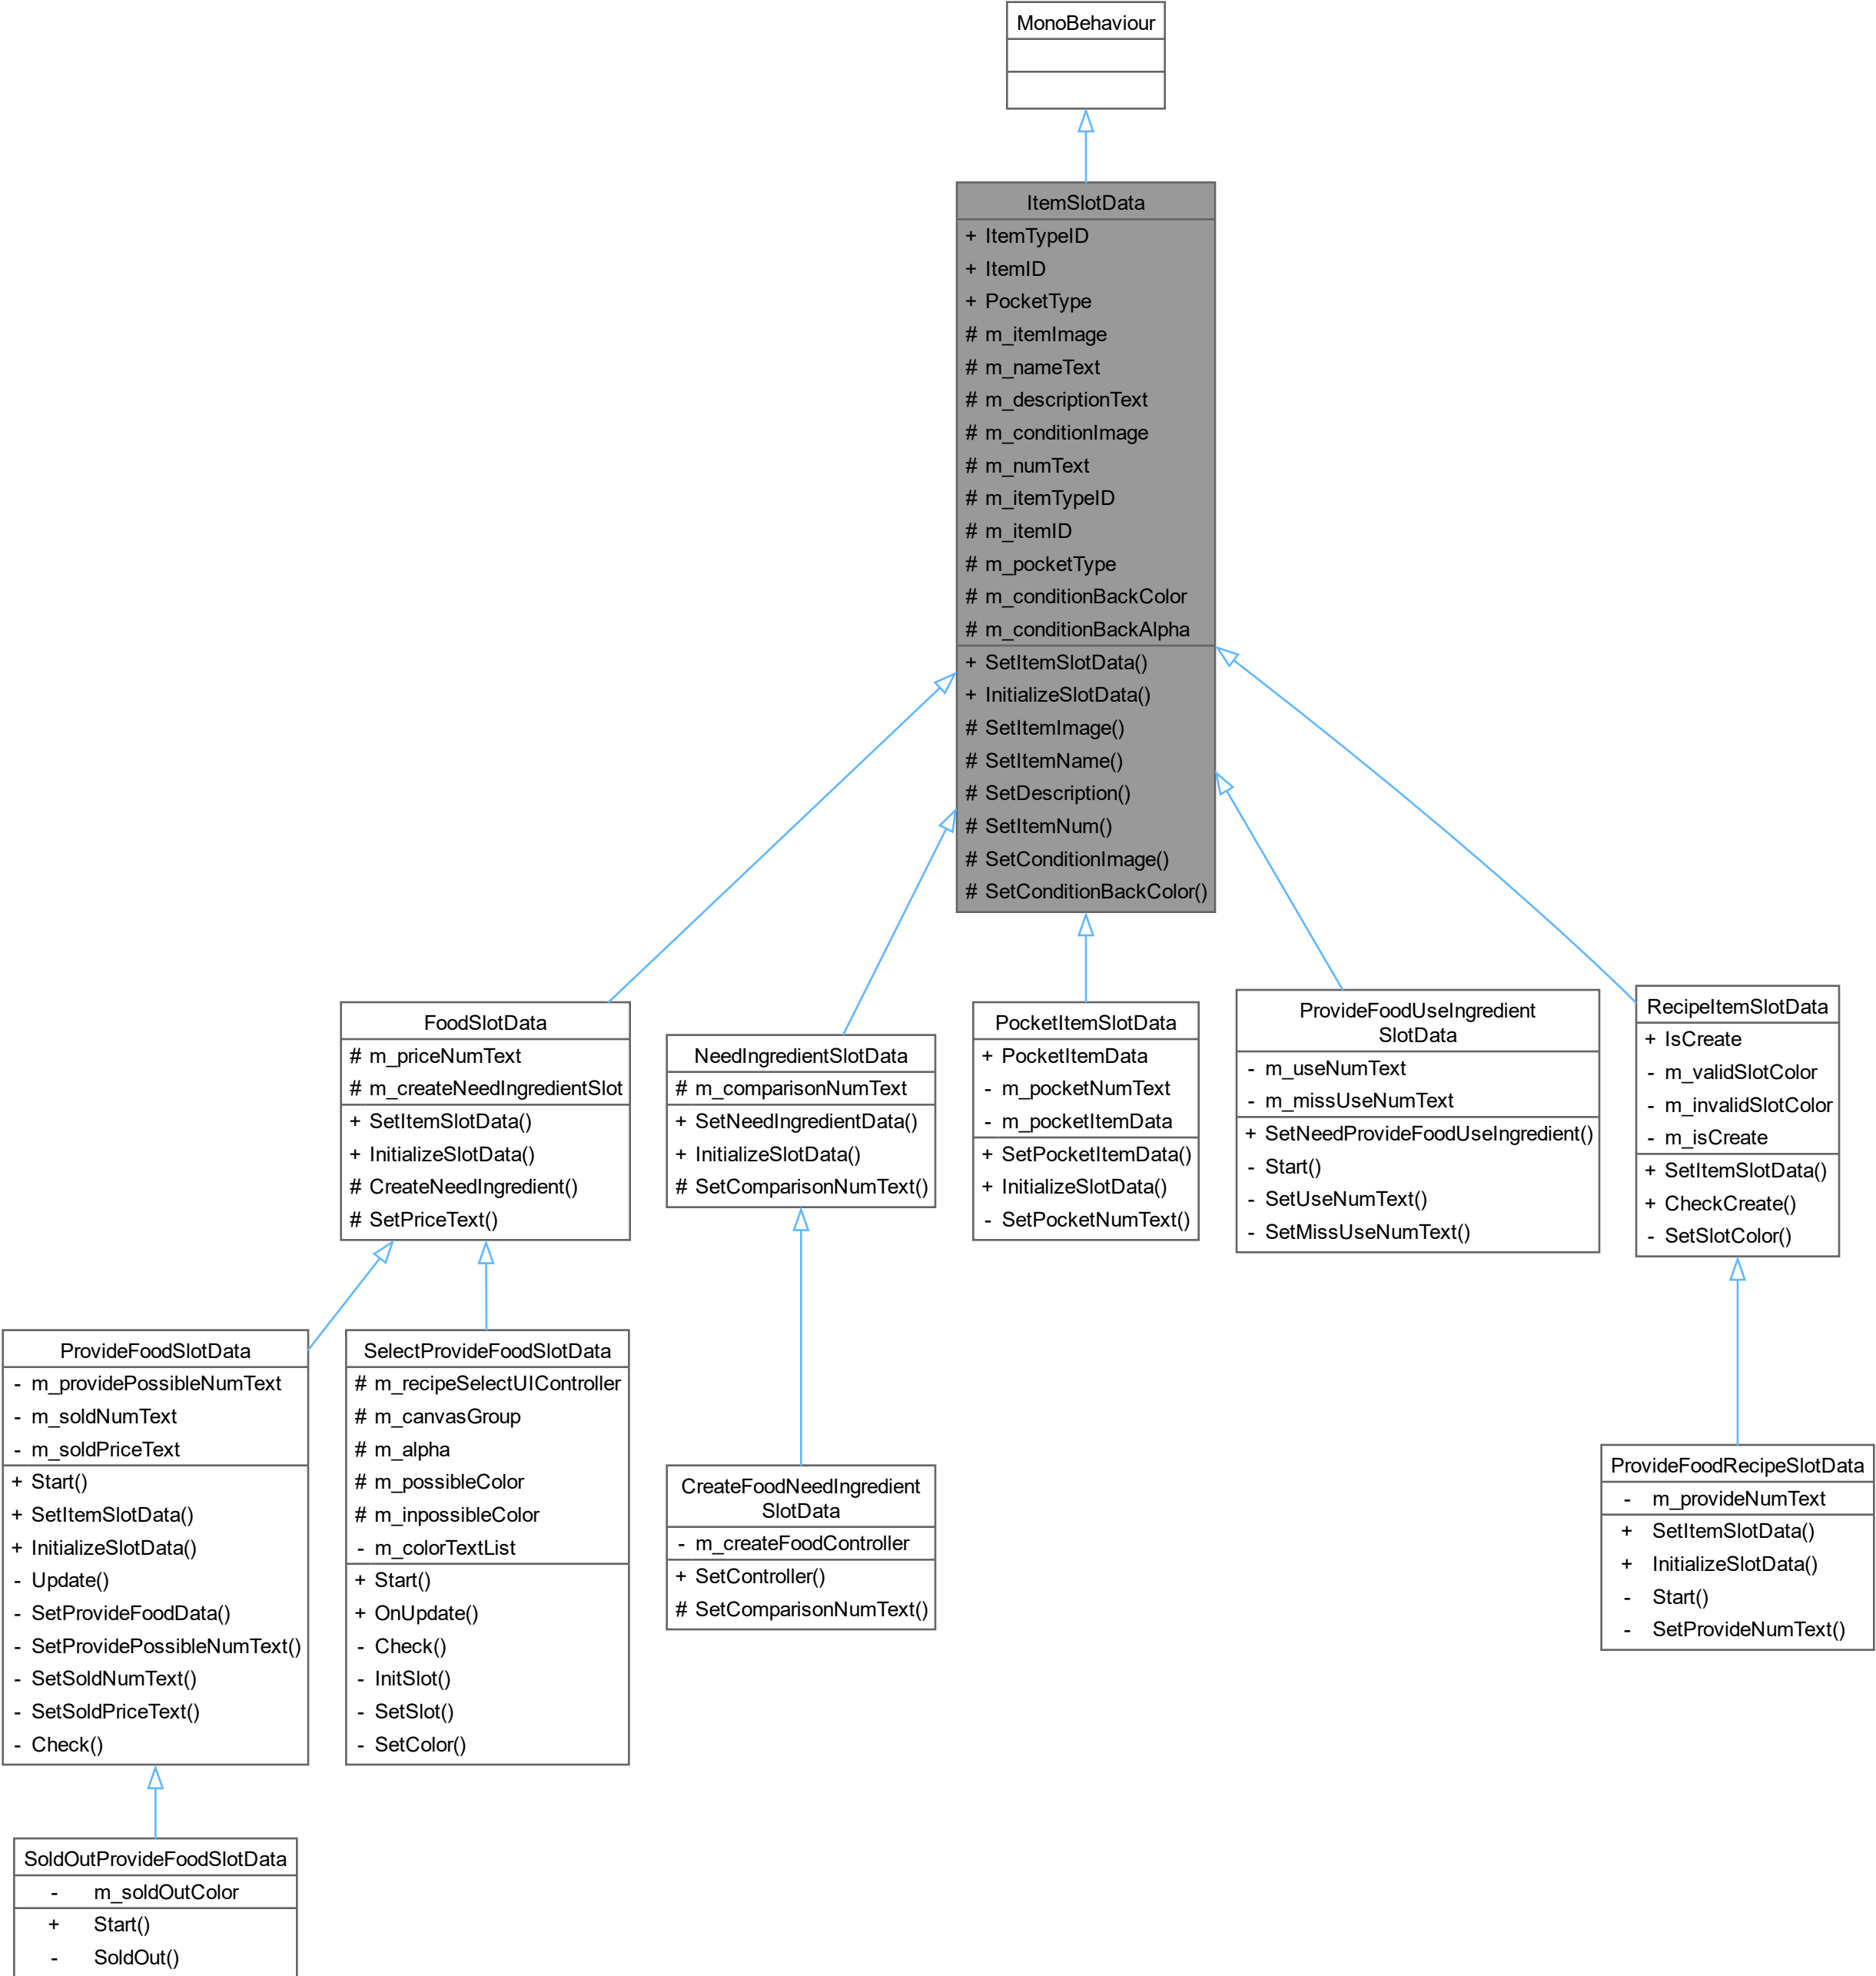 MonoBehaviour
ItemSlotData
+ ItemTypeID
+ ItemID
+ PocketType
# m_itemImage
# m_nameText
# m_descriptionText
# m_conditionImage
# m_numText
# m_itemTypeID
# m_itemID
# m_pocketType
# m_conditionBackColor
# m_conditionBackAlpha
+ SetItemSlotData()
+ InitializeSlotData()
# SetItemImage()
# SetItemName()
# SetDescription()
# SetItemNum()
# SetConditionImage()
# SetConditionBackColor()
FoodSlotData
# m_priceNumText
# m_createNeedIngredientSlot
+ SetItemSlotData()
+ InitializeSlotData()
# CreateNeedIngredient()
# SetPriceText()
NeedIngredientSlotData
# m_comparisonNumText
+ SetNeedIngredientData()
+ InitializeSlotData()
# SetComparisonNumText()
PocketItemSlotData
+ PocketItemData
- m_pocketNumText
- m_pocketItemData
+ SetPocketItemData()
+ InitializeSlotData()
- SetPocketNumText()
ProvideFoodUseIngredient
SlotData
- m_useNumText
- m_missUseNumText
+ SetNeedProvideFoodUseIngredient()
- Start()
- SetUseNumText()
- SetMissUseNumText()
RecipeItemSlotData
+ IsCreate
- m_validSlotColor
- m_invalidSlotColor
- m_isCreate
+ SetItemSlotData()
+ CheckCreate()
- SetSlotColor()
ProvideFoodSlotData
- m_providePossibleNumText
- m_soldNumText
- m_soldPriceText
+ Start()
+ SetItemSlotData()
+ InitializeSlotData()
- Update()
- SetProvideFoodData()
- SetProvidePossibleNumText()
- SetSoldNumText()
- SetSoldPriceText()
- Check()
SelectProvideFoodSlotData
# m_recipeSelectUIController
# m_canvasGroup
# m_alpha
# m_possibleColor
# m_inpossibleColor
- m_colorTextList
+ Start()
+ OnUpdate()
- Check()
- InitSlot()
- SetSlot()
- SetColor()
CreateFoodNeedIngredient
SlotData
- m_createFoodController
+ SetController()
# SetComparisonNumText()
ProvideFoodRecipeSlotData
- m_provideNumText
+ SetItemSlotData()
+ InitializeSlotData()
- Start()
- SetProvideNumText()
SoldOutProvideFoodSlotData
- m_soldOutColor
+ Start()
- SoldOut()